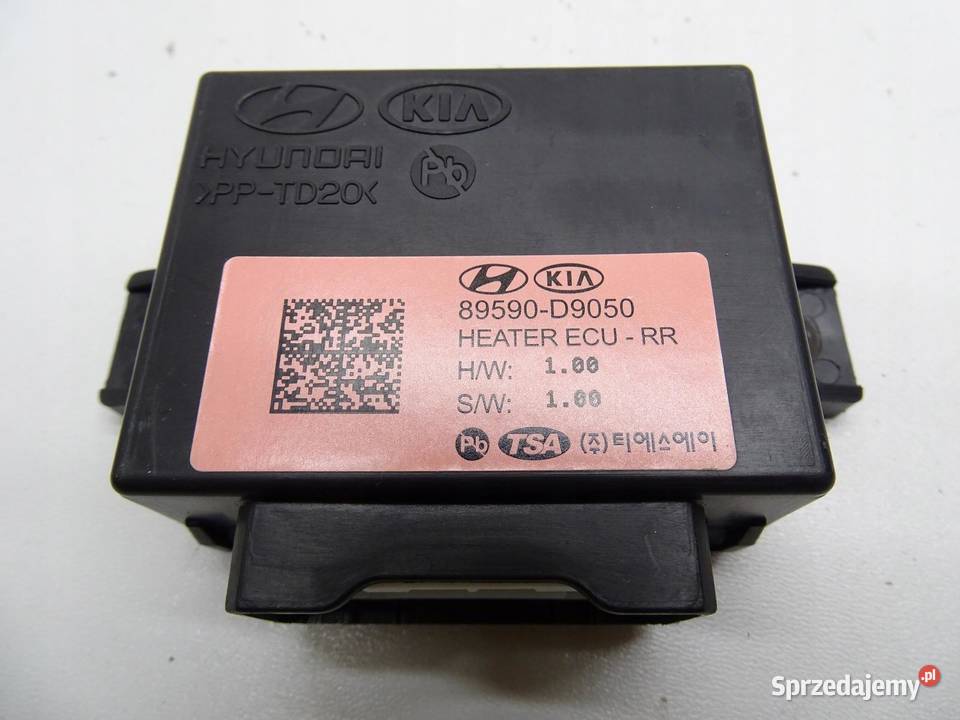 KIA
HYUNDAI
Pb
>PP-TD20<
KIA
89590-D9050
HEATER ECU - RR
H/W: 1.00
S/W: 1.00
Pb TSA (주)티에스에이
Sprzedajemy.pl